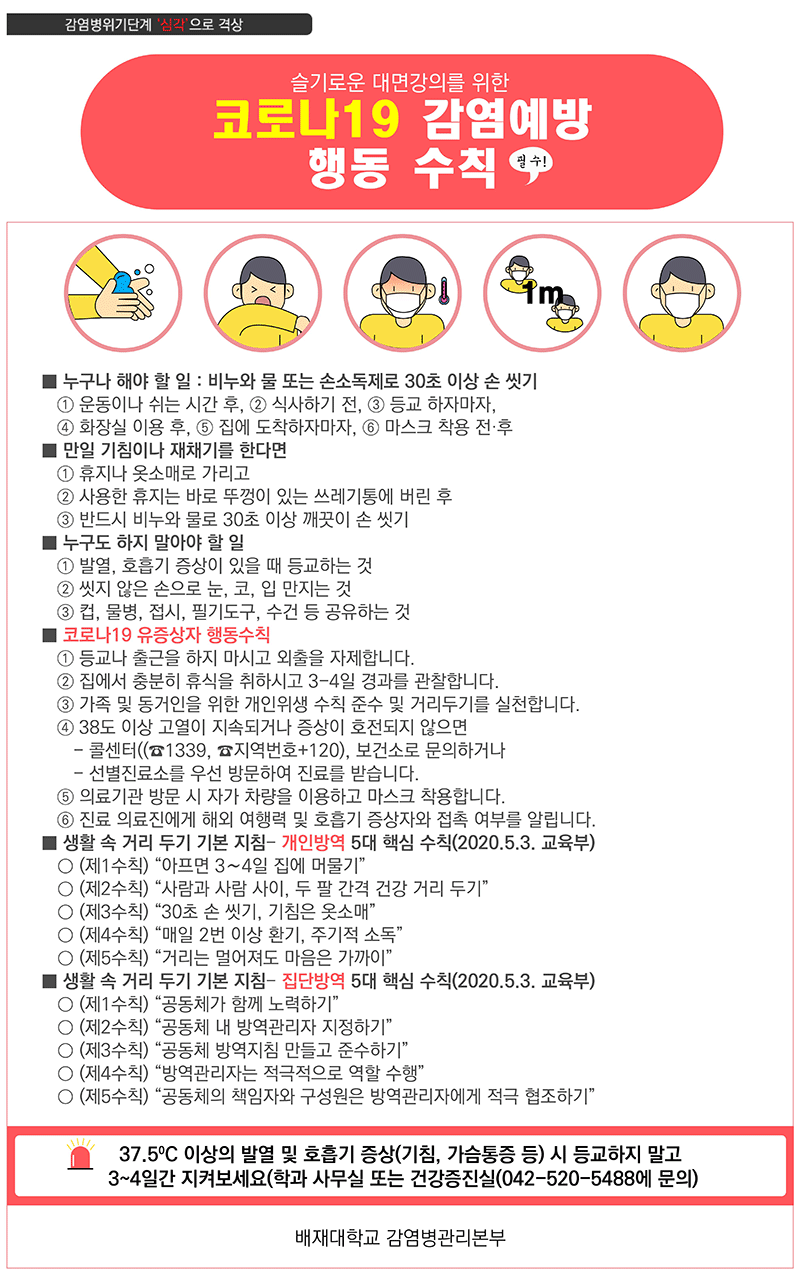 감염병위기단계 '심각'으로 격상
슬기로운 대면강의를 위한
코로나19 감염예방
행동 수칙 필수!
1m
■ 누구나 해야 할 일 : 비누와 물 또는 손소독제로 30초 이상 손 씻기
① 운동이나 쉬는 시간 후, ② 식사하기 전, ③ 등교 하자마자,
④ 화장실 이용 후, ⑤ 집에 도착하자마자, ⑥ 마스크 착용 전·후
■ 만일 기침이나 재채기를 한다면
① 휴지나 옷소매로 가리고
② 사용한 휴지는 바로 뚜껑이 있는 쓰레기통에 버린 후
③ 반드시 비누와 물로 30초 이상 깨끗이 손 씻기
■ 누구도 하지 말아야 할 일
① 발열, 호흡기 증상이 있을 때 등교하는 것
② 씻지 않은 손으로 눈, 코, 입 만지는 것
③ 컵, 물병, 접시, 필기도구, 수건 등 공유하는 것
■ 코로나19 유증상자 행동수칙
① 등교나 출근을 하지 마시고 외출을 자제합니다.
② 집에서 충분히 휴식을 취하시고 3-4일 경과를 관찰합니다.
③ 가족 및 동거인을 위한 개인위생 수칙 준수 및 거리두기를 실천합니다.
④ 38도 이상 고열이 지속되거나 증상이 호전되지 않으면
- 콜센터((☎1339, ☎지역번호+120), 보건소로 문의하거나
- 선별진료소를 우선 방문하여 진료를 받습니다.
⑤ 의료기관 방문 시 자가 차량을 이용하고 마스크 착용합니다.
⑥ 진료 의료진에게 해외 여행력 및 호흡기 증상자와 접촉 여부를 알립니다.
■ 생활 속 거리 두기 기본 지침- 개인방역 5대 핵심 수칙(2020.5.3. 교육부)
○ (제1수칙) “아프면 3~4일 집에 머물기”
○ (제2수칙) “사람과 사람 사이, 두 팔 간격 건강 거리 두기”
○ (제3수칙) “30초 손 씻기, 기침은 옷소매”
○ (제4수칙) “매일 2번 이상 환기, 주기적 소독”
○ (제5수칙) “거리는 멀어져도 마음은 가까이”
■ 생활 속 거리 두기 기본 지침- 집단방역 5대 핵심 수칙(2020.5.3. 교육부)
○ (제1수칙) “공동체가 함께 노력하기”
○ (제2수칙) “공동체 내 방역관리자 지정하기”
○ (제3수칙) “공동체 방역지침 만들고 준수하기”
○ (제4수칙) “방역관리자는 적극적으로 역할 수행”
○ (제5수칙) “공동체의 책임자와 구성원은 방역관리자에게 적극 협조하기”
37.5⁰C 이상의 발열 및 호흡기 증상(기침, 가슴통증 등) 시 등교하지 말고
3~4일간 지켜보세요(학과 사무실 또는 건강증진실(042-520-5488에 문의)
배재대학교 감염병관리본부